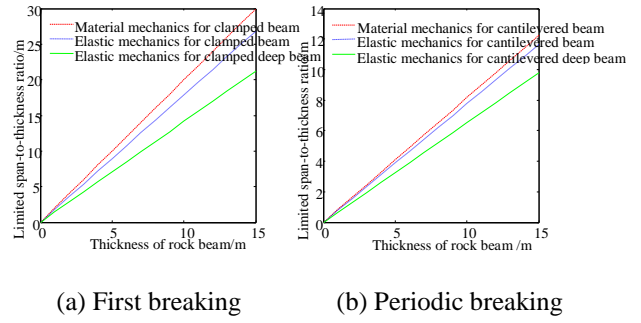 30
Material mechanics for clamped beam
Elastic mechanics for clamped beam
Elastic mechanics for clamped deep beam
25
20
15
10
5
0
0 5 10 15
Limited span-to-thickness ratio/m
Thickness of rock beam/m
(a) First breaking
14
Material mechanics for cantilevered beam
Elastic mechanics for cantilevered beam
Elastic mechanics for cantilevered deep beam
12
10
8
6
4
2
0
0 5 10 15
Limited span-to-thickness ratio/m
Thickness of rock beam /m
(b) Periodic breaking